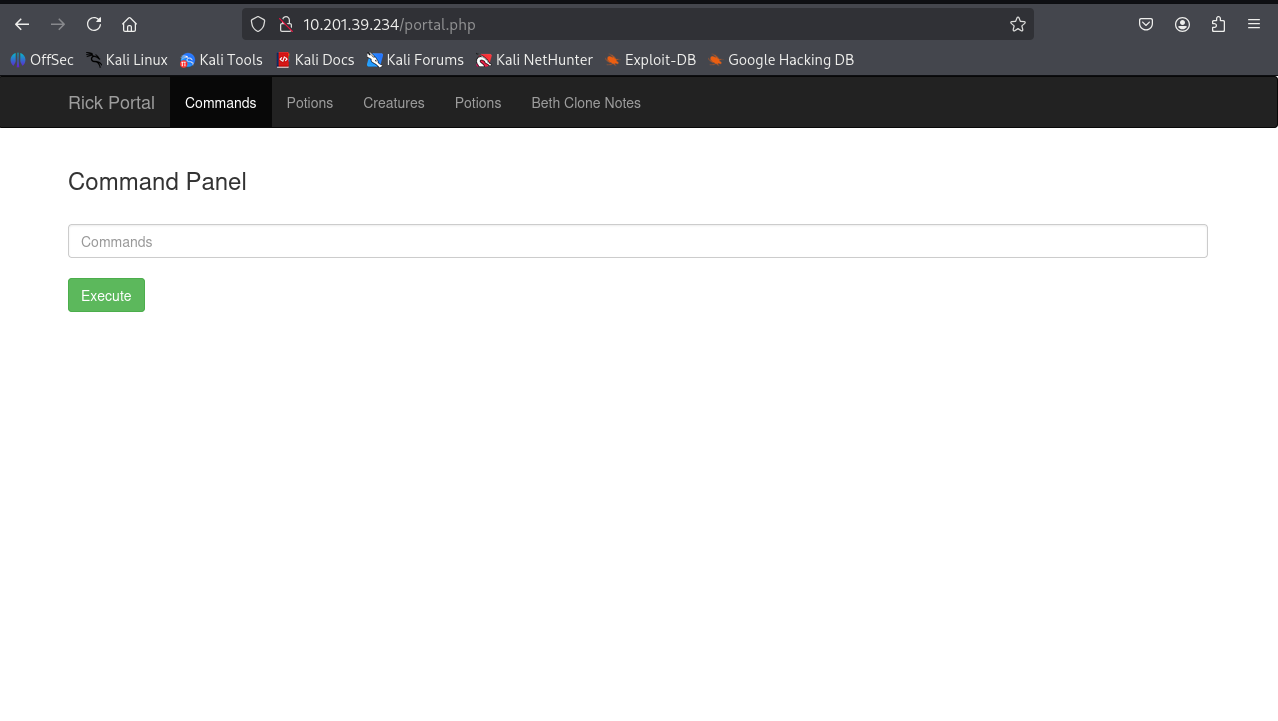 10.201.39.234/portal.php
OffSec Kali Linux Kali Tools Kali Docs Kali Forums Kali NetHunter Exploit-DB Google Hacking DB
Rick Portal Commands Potions Creatures Potions Beth Clone Notes
Command Panel
Commands
Execute